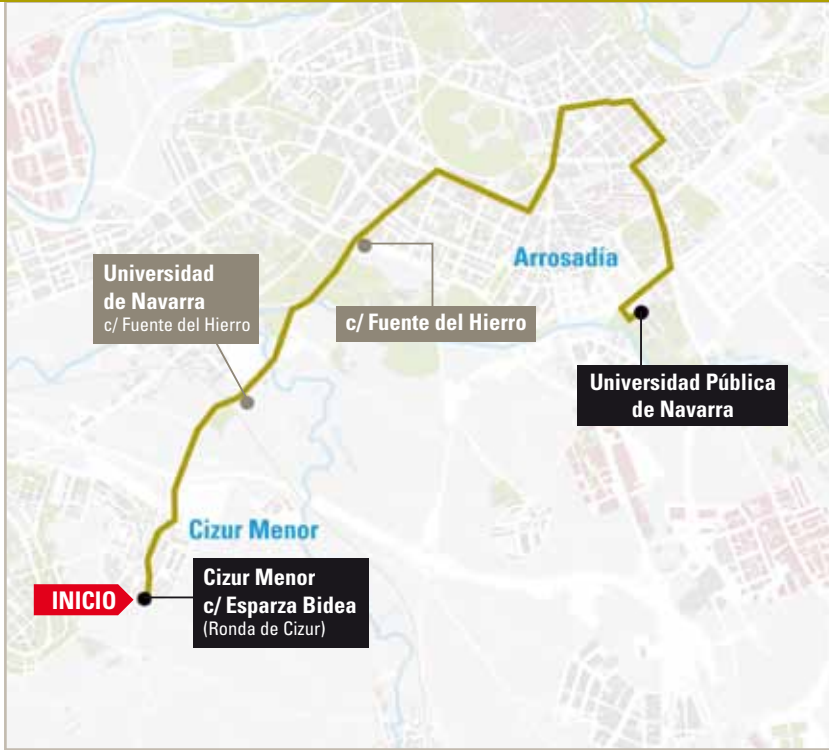 Universidad
de Navarra
c/ Fuente del Hierro
c/ Fuente del Hierro
Arrosadía
Universidad Pública
de Navarra
Cizur Menor
INICIO
Cizur Menor
c/ Esparza Bidea
(Ronda de Cizur)